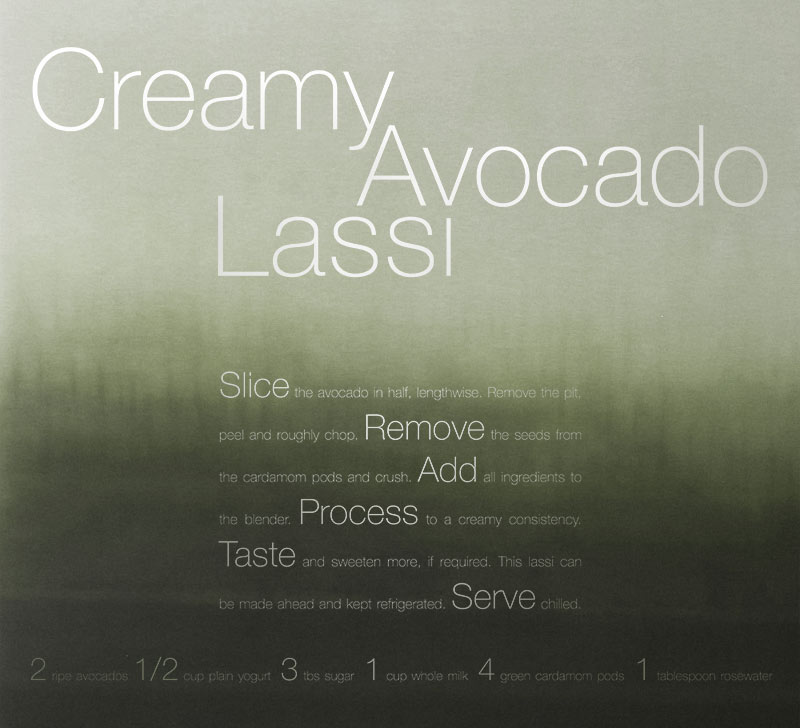 Creamy
Avocado
Lassi
Slice the avocado in half, lengthwise. Remove the pit,
peel and roughly chop. Remove the seeds from
the cardamom pods and crush. Add all ingredients to
the blender. Process to a creamy consistency.
Taste and sweeten more, if required. This lassi can
be made ahead and kept refrigerated. Serve chilled.
2 ripe avocados 1/2 cup plain yogurt 3 tbs sugar 1 cup whole milk 4 green cardamom pods 1 tablespoon rosewater